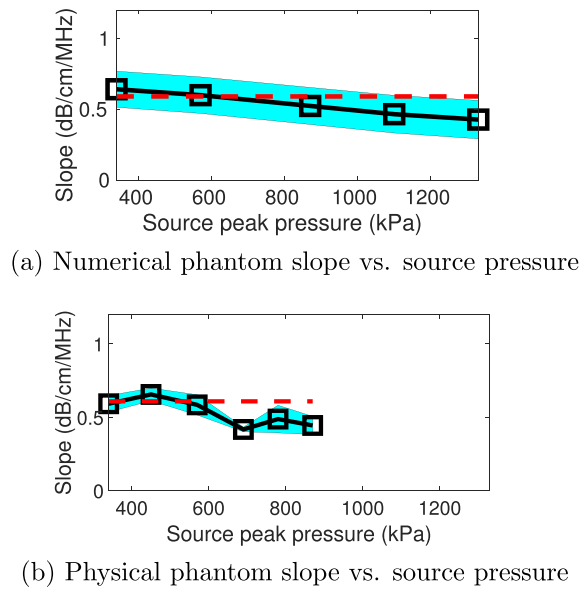 1
0.5
0
Slope (dB/cm/MHz)
400 600 800 1000 1200
Source peak pressure (kPa)
(a) Numerical phantom slope vs. source pressure
1
0.5
0
Slope (dB/cm/MHz)
400 600 800 1000 1200
Source peak pressure (kPa)
(b) Physical phantom slope vs. source pressure